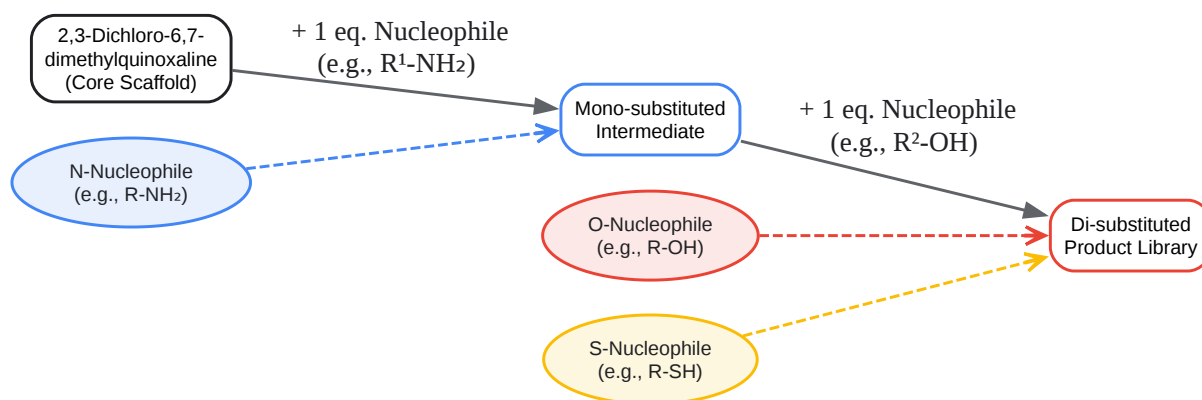 2,3-Dichloro-6,7-
dimethylquinoxaline
(Core Scaffold)
+ 1 eq. Nucleophile
(e.g., R¹-NH₂)
N-Nucleophile
(e.g., R-NH₂)
Mono-substituted
Intermediate
+ 1 eq. Nucleophile
(e.g., R²-OH)
O-Nucleophile
(e.g., R-OH)
Di-substituted
Product Library
S-Nucleophile
(e.g., R-SH)